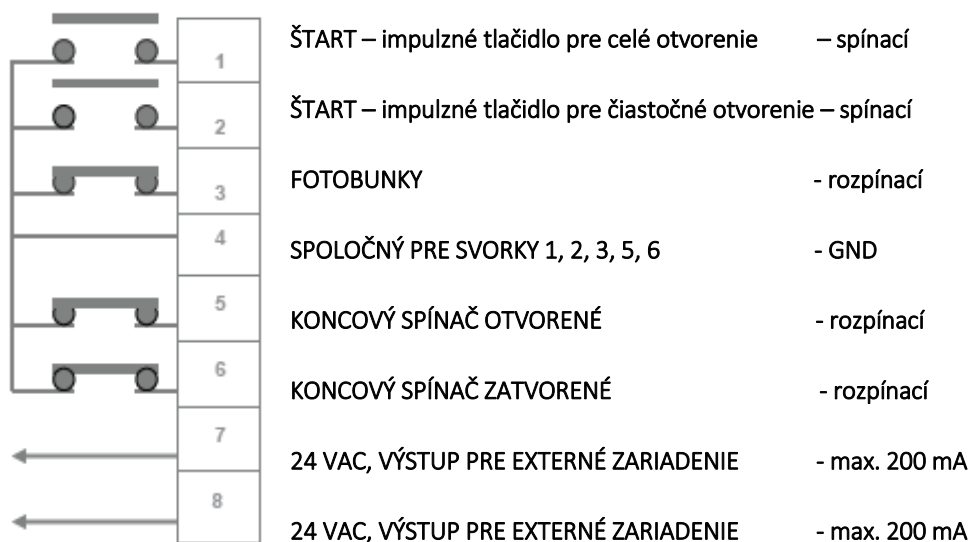 1 ŠTART – impulzné tlačidlo pre celé otvorenie – spínací
2 ŠTART – impulzné tlačidlo pre čiastočné otvorenie – spínací
3 FOTOBUNKY - rozpínací
4 SPOLOČNÝ PRE SVORKY 1, 2, 3, 5, 6 - GND
5 KONCOVÝ SPÍNAČ OTVORENÉ - rozpínací
6 KONCOVÝ SPÍNAČ ZATVORENÉ - rozpínací
7 24 VAC, VÝSTUP PRE EXTERNÉ ZARIADENIE - max. 200 mA
8 24 VAC, VÝSTUP PRE EXTERNÉ ZARIADENIE - max. 200 mA